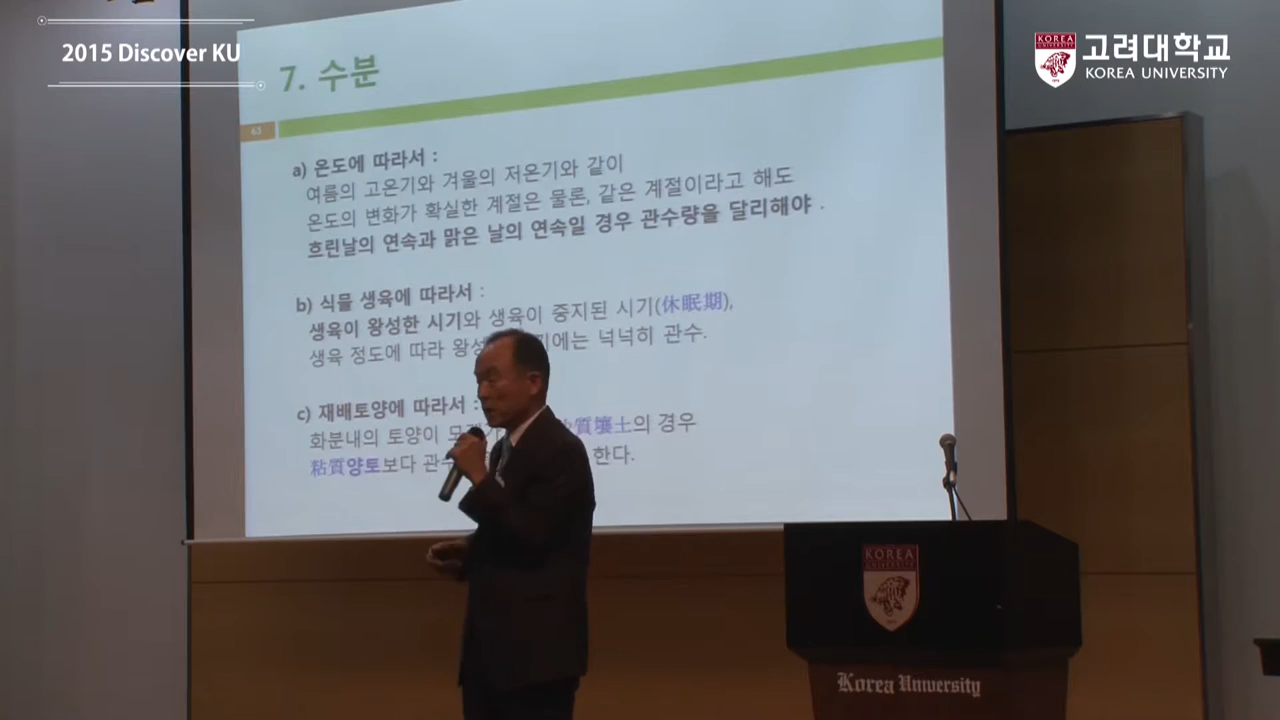 2015 Discover KU
KOREA
고려대학교
KOREA UNIVERSITY
7. 수분
63
a) 온도에 따라서 :
여름의 고온기와 겨울의 저온기와 같이
온도의 변화가 확실한 계절은 물론, 같은 계절이라고 해도
흐린날의 연속과 맑은 날의 연속일 경우 관수량을 달리해야 .
b) 식물 생육에 따라서 :
생육이 왕성한 시기와 생육이 중지된 시기(休眠期),
생육 정도에 따라 왕성 에는 넉넉히 관수.
c) 재배토양에 따라서 :
화분내의 토양이 質壤土의 경우
粘質양토보다 관수 한다.
KOREA
UNIVERSITY
Korea University